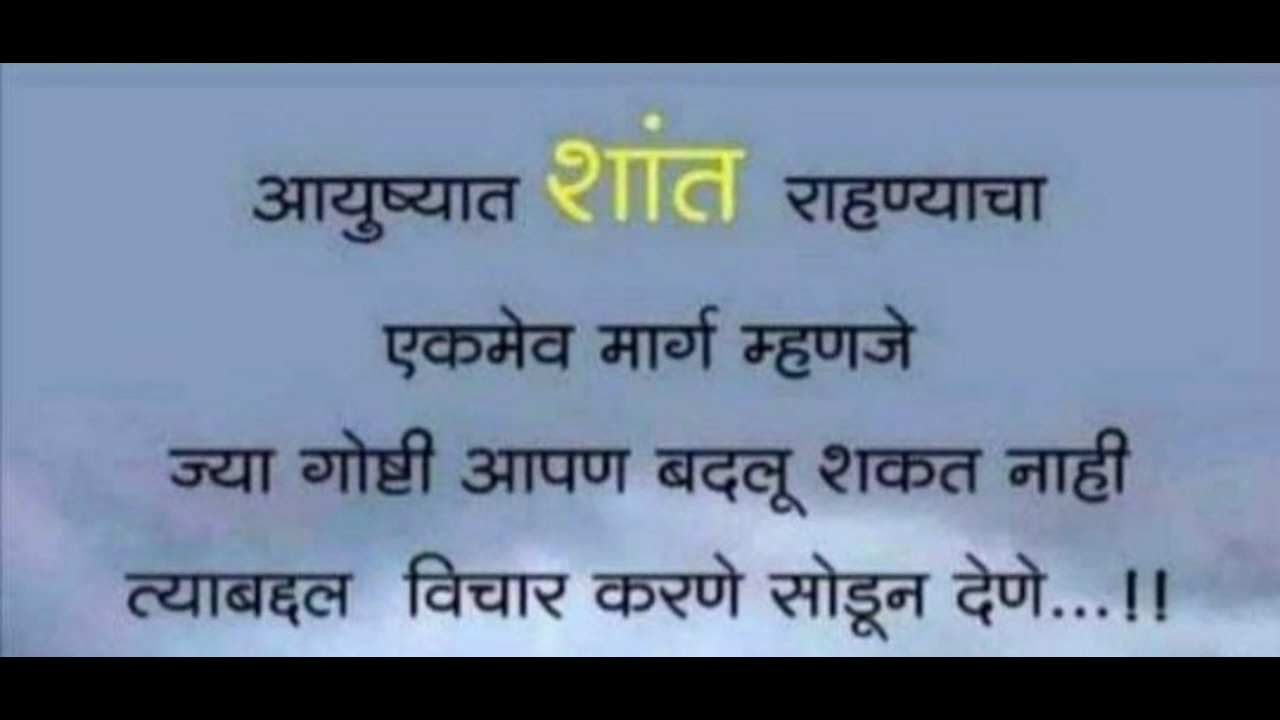 आयुष्यात शांत राहण्याचा
एकमेव मार्ग म्हणजे
ज्या गोष्टी आपण बदलू शकत नाही
त्याबद्दल विचार करणे सोडून देणे...!!